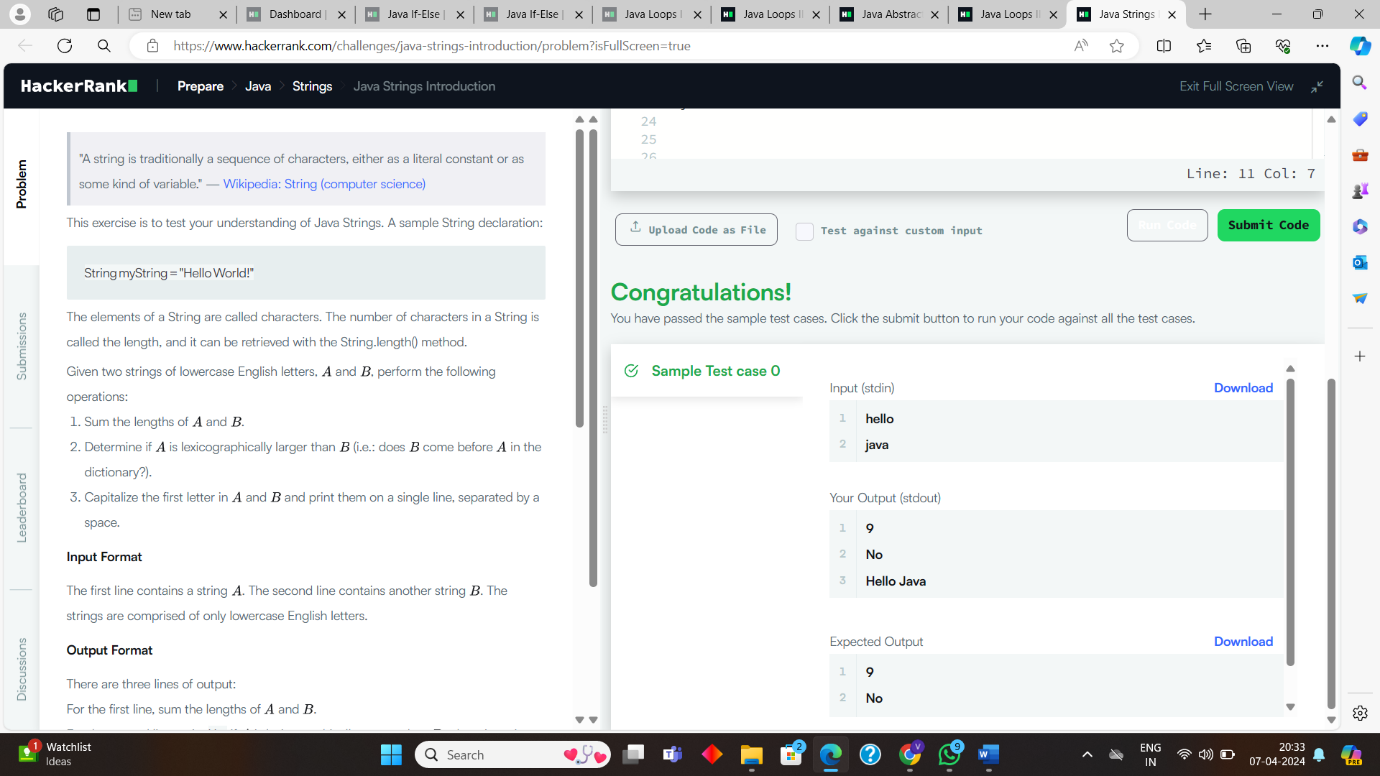 New tab
Dashboard |
Java If-Else |
Java If-Else |
Java Loops I
Java Loops II
Java Abstrac
Java Loops II
Java Strings
https://www.hackerrank.com/challenges/java-strings-introduction/problem?isFullScreen=true
HackerRank
Prepare
Java
Strings
Java Strings Introduction
Exit Full Screen View
Problem
Submissions
Leaderboard
Discussions
"A string is traditionally a sequence of characters, either as a literal constant or as
some kind of variable." — Wikipedia: String (computer science)
This exercise is to test your understanding of Java Strings. A sample String declaration:
String myString = "Hello World!"
The elements of a String are called characters. The number of characters in a String is
called the length, and it can be retrieved with the String.length() method.
Given two strings of lowercase English letters, A and B, perform the following
operations:
1. Sum the lengths of A and B.
2. Determine if A is lexicographically larger than B (i.e.: does B come before A in the
dictionary?).
3. Capitalize the first letter in A and B and print them on a single line, separated by a
space.
Input Format
The first line contains a string A. The second line contains another string B. The
strings are comprised of only lowercase English letters.
Output Format
There are three lines of output:
For the first line, sum the lengths of A and B.
24
25
26
Line: 11 Col: 7
Upload Code as File
Test against custom input
Run Code
Submit Code
Congratulations!
You have passed the sample test cases. Click the submit button to run your code against all the test cases.
Sample Test case 0
Input (stdin)
Download
1 hello
2 java
Your Output (stdout)
1 9
2 No
3 Hello Java
Expected Output
Download
1 9
2 No
1
Watchlist
Ideas
Search
2
V
9
W
ENG
IN
20:33
07-04-2024
PRE